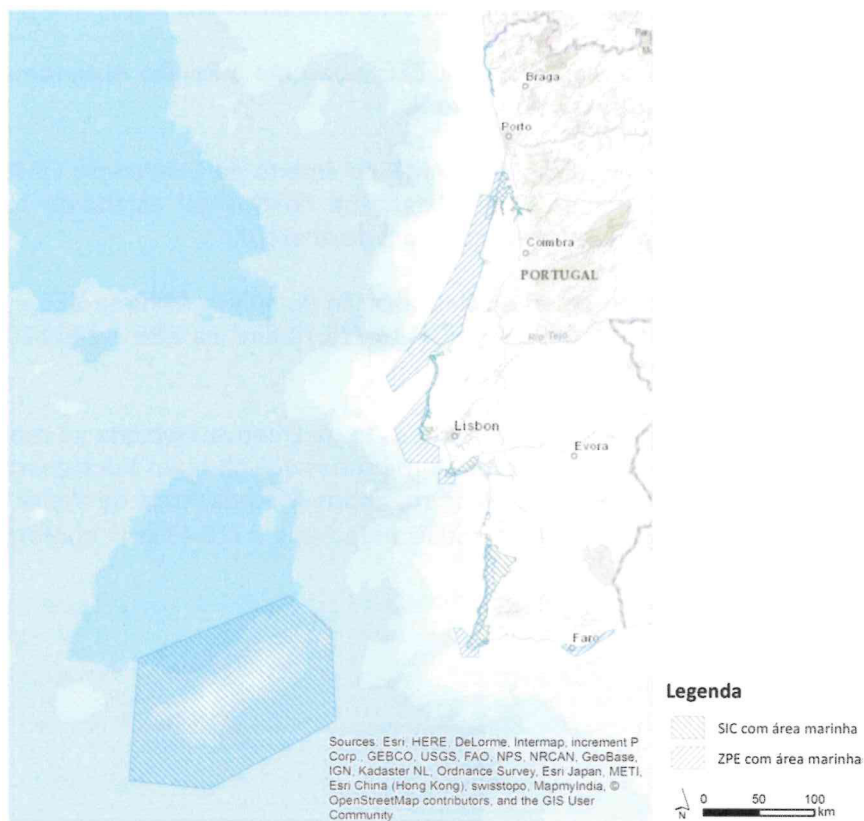 Braga
Porto
Coimbra
PORTUGAL
Rio Tejo
Lisbon
Evora
Faro
Sources: Esri, HERE, DeLorme, Intermap, increment P
Corp., GEBCO, USGS, FAO, NPS, NRCAN, GeoBase,
IGN, Kadaster NL, Ordnance Survey, Esri Japan, METI,
Esri China (Hong Kong), swisstopo, MapmyIndia, ©
OpenStreetMap contributors, and the GIS User
Community
Legenda
SIC com área marinha
ZPE com área marinha
N
0 50 100
km